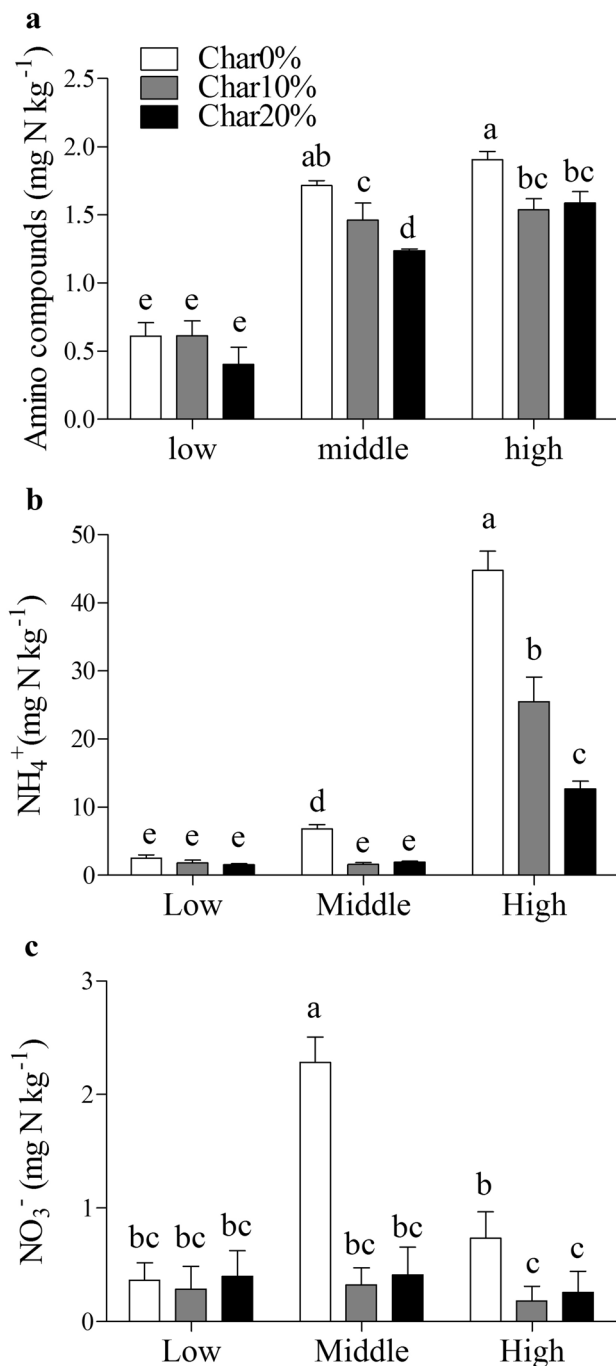 a
Char0%
Char10%
Char20%
Amino compounds (mg N kg⁻¹)
2.5
2.0
1.5
1.0
0.5
0.0
ab
c
d
a
bc
bc
e
e
e
low
middle
high
b
NH₄⁺(mg N kg⁻¹)
50
40
30
20
10
0
a
b
c
d
e
e
e
e
e
Low
Middle
High
c
NO₃⁻ (mg N kg⁻¹)
3
2
1
0
a
b
bc
bc
bc
bc
bc
c
c
Low
Middle
High